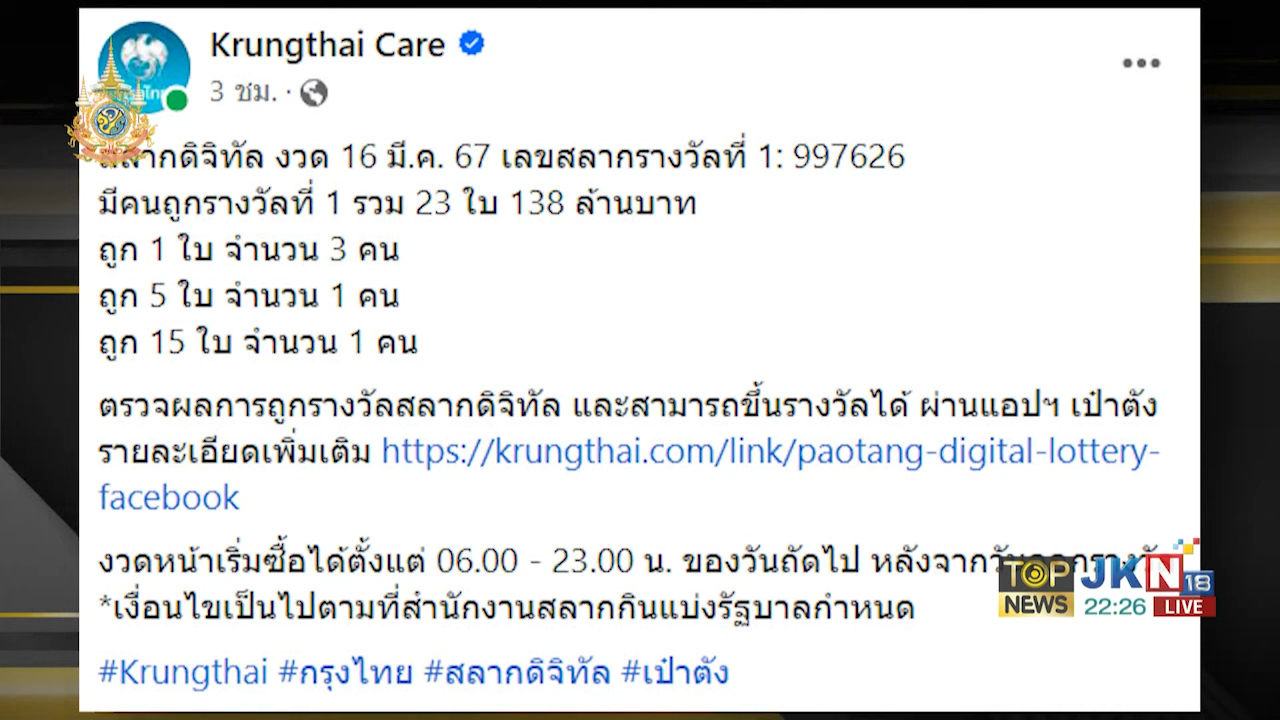 Krungthai Care
3 ชม. ·
สลากดิจิทัล งวด 16 มี.ค. 67 เลขสลากรางวัลที่ 1: 997626
มีคนถูกรางวัลที่ 1 รวม 23 ใบ 138 ล้านบาท
ถูก 1 ใบ จำนวน 3 คน
ถูก 5 ใบ จำนวน 1 คน
ถูก 15 ใบ จำนวน 1 คน
ตรวจผลการถูกรางวัลสลากดิจิทัล และสามารถขึ้นรางวัลได้ ผ่านแอปฯ เป๋าตัง
รายละเอียดเพิ่มเติม https://krungthai.com/link/paotang-digital-lottery-
facebook
งวดหน้าเริ่มซื้อได้ตั้งแต่ 06.00 - 23.00 น. ของวันถัดไป หลังจาก
*เงื่อนไขเป็นไปตามที่สำนักงานสลากกินแบ่งรัฐบาลกำหนด
#Krungthai #กรุงไทย #สลากดิจิทัล #เป๋าตัง
TOP NEWS
JKN 18
22:26 LIVE